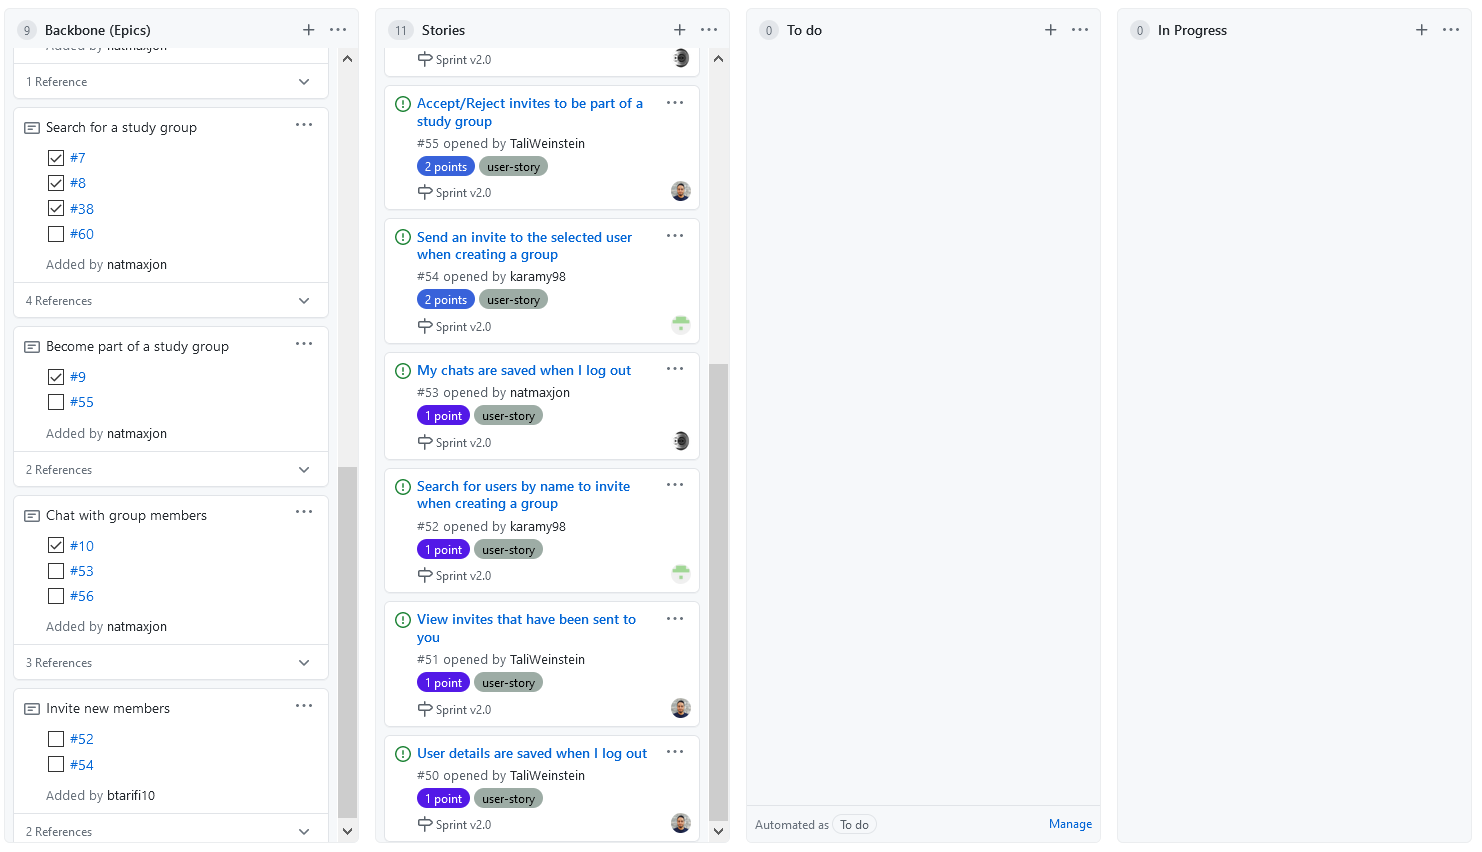 9 Backbone (Epics)
Added by natmaxjon
1 Reference
Search for a study group
#7
#8
#38
#60
Added by natmaxjon
4 References
Become part of a study group
#9
#55
Added by natmaxjon
2 References
Chat with group members
#10
#53
#56
Added by natmaxjon
3 References
Invite new members
#52
#54
Added by btarifi10
2 References
11 Stories
Sprint v2.0
Accept/Reject invites to be part of a
study group
#55 opened by TaliWeinstein
2 points user-story
Sprint v2.0
Send an invite to the selected user
when creating a group
#54 opened by karamy98
2 points user-story
Sprint v2.0
My chats are saved when I log out
#53 opened by natmaxjon
1 point user-story
Sprint v2.0
Search for users by name to invite
when creating a group
#52 opened by karamy98
1 point user-story
Sprint v2.0
View invites that have been sent to
you
#51 opened by TaliWeinstein
1 point user-story
Sprint v2.0
User details are saved when I log out
#50 opened by TaliWeinstein
1 point user-story
Sprint v2.0
0 To do
Automated as To do Manage
0 In Progress